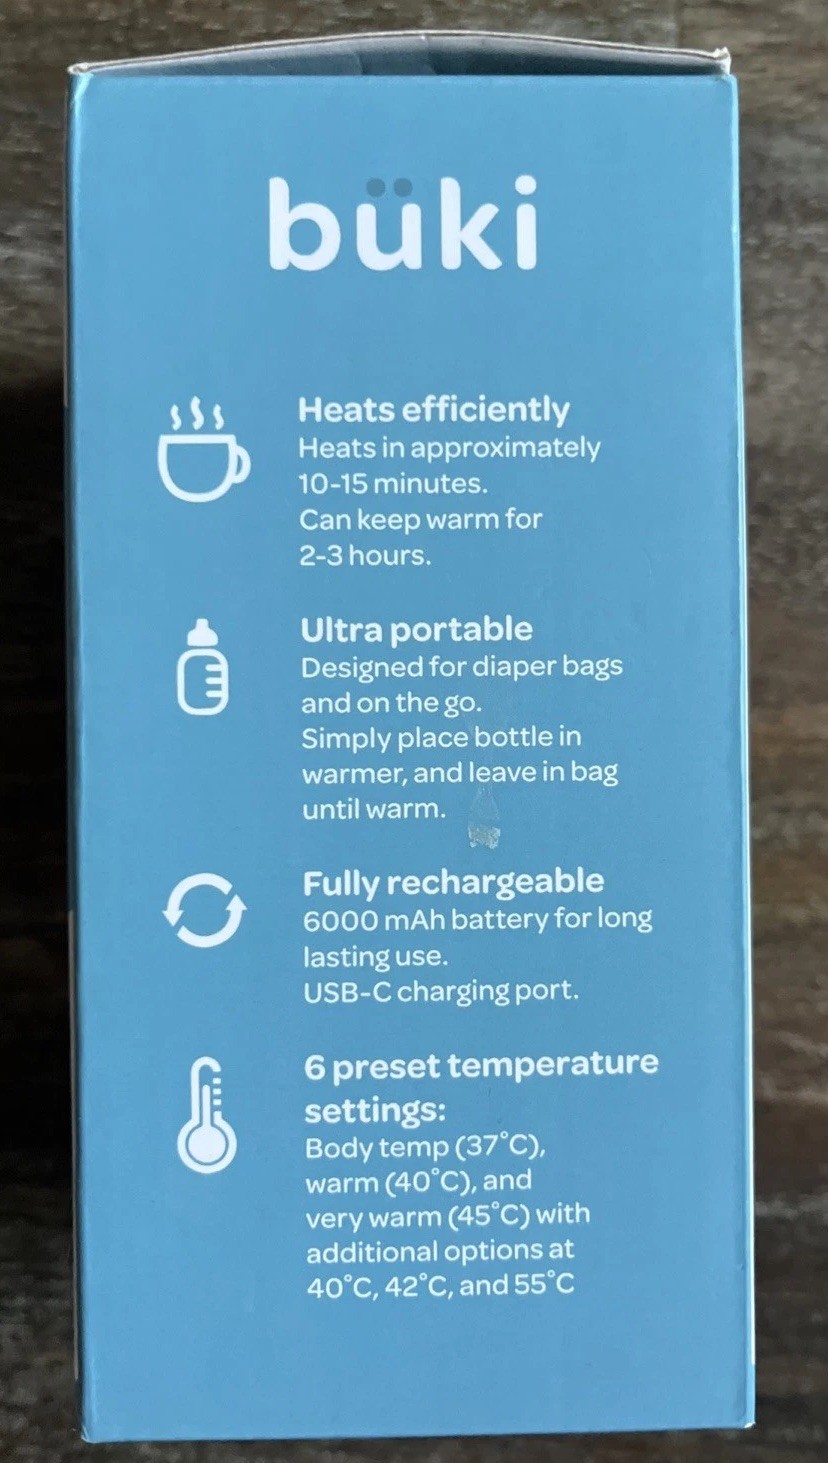 büki
Heats efficiently
Heats in approximately
10-15 minutes.
Can keep warm for
2-3 hours.
Ultra portable
Designed for diaper bags
and on the go.
Simply place bottle in
warmer, and leave in bag
until warm.
Fully rechargeable
6000 mAh battery for long
lasting use.
USB-C charging port.
6 preset temperature
settings:
Body temp (37°C),
warm (40°C), and
very warm (45°C) with
additional options at
40°C, 42°C, and 55°C